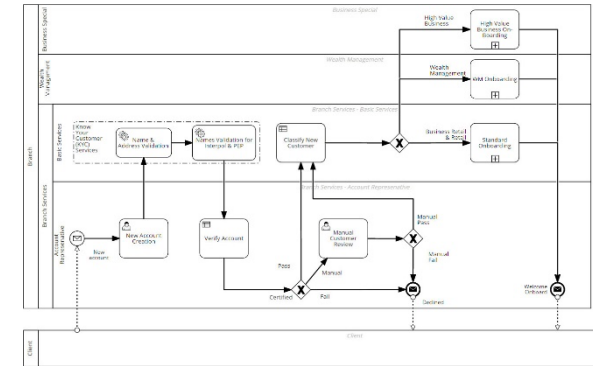 Business Special
Business Special
High Value
Business
High Value
Business On-
Boarding
Wealth Management
Wealth
Management
Wealth
Management
WM Onboarding
Branch
Branch Services
Branch Services - Basic Services
Basic Services
Know
Your
Customer
(KYC)
Services
Name &
Address Validation
Names Validation for
Interpol & PEP
Classify New
Customer
Business Retail
& Retail
Standard
Onboarding
Branch Services - Account Representative
Account
Representative
New
account
New Account
Creation
Verify Account
Manual
Customer
Review
Manual
Pass
Manual
Fail
Pass
Manual
Certified
Fail
Declined
Welcome
Onboard
Client
Client